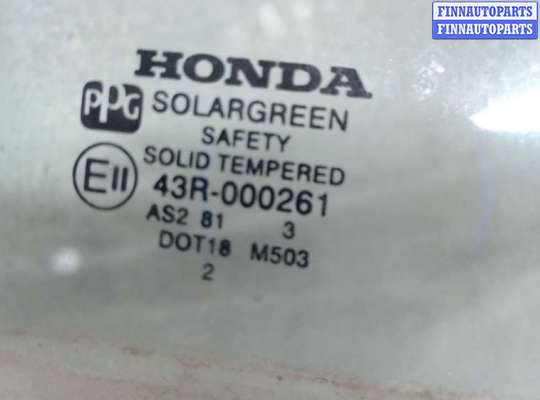 FINNAUTOPARTS
FINNAUTOPARTS
HONDA
PPG SOLARGREEN
SAFETY
SOLID TEMPERED
E11 43R-000261
AS2 81 3
DOT18 M503
2